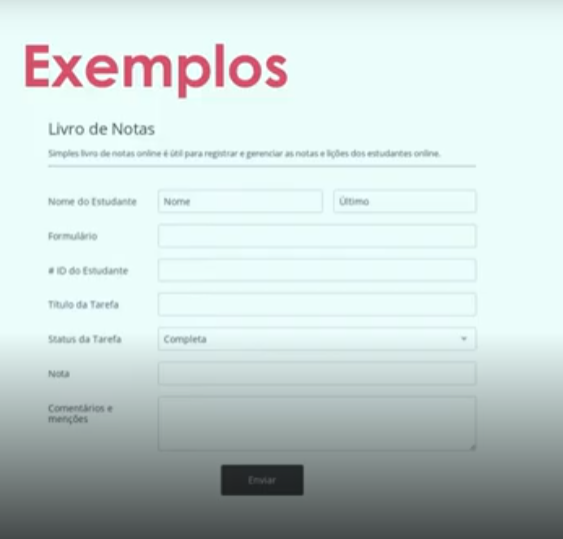 Exemplos
Livro de Notas
Simples livro de notas online é útil para registrar e gerenciar as notas e lições dos estudantes online.
Nome do Estudante Nome Último
Formulário
# ID do Estudante
Título da Tarefa
Status da Tarefa Completa
Nota
Comentários e
menções
Enviar